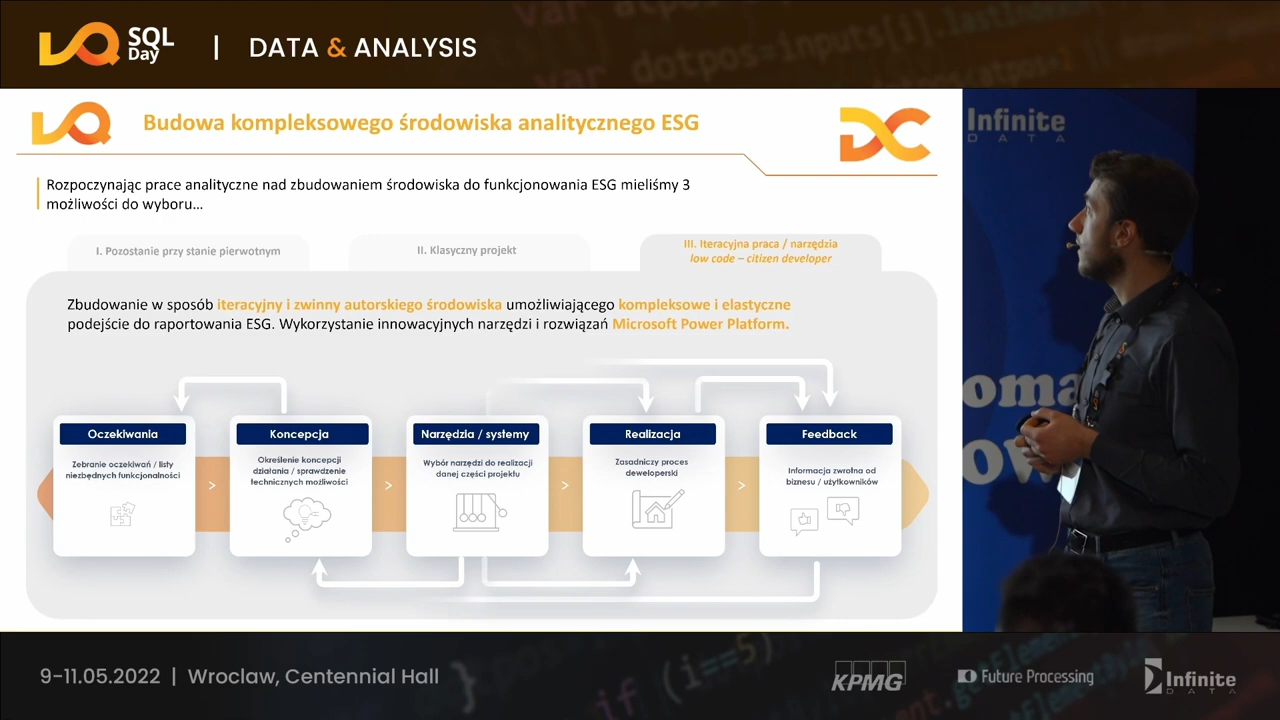 SQL
Day
| DATA & ANALYSIS
Budowa kompleksowego środowiska analitycznego ESG
Rozpoczynając prace analityczne nad zbudowaniem środowiska do funkcjonowania ESG mieliśmy 3
możliwości do wyboru...
I. Pozostanie przy stanie pierwotnym
II. Klasyczny projekt
III. Iteracyjna praca / narzędzia
low code – citizen developer
Zbudowanie w sposób iteracyjny i zwinny autorskiego środowiska umożliwiającego kompleksowe i elastyczne
podejście do raportowania ESG. Wykorzystanie innowacyjnych narzędzi i rozwiązań Microsoft Power Platform.
Oczekiwania
Zebranie oczekiwań / listy
niezbędnych funkcjonalności
>
Koncepcja
Określenie koncepcji
działania / sprawdzenie
technicznych możliwości
>
Narzędzia / systemy
Wybór narzędzi do realizacji
danej części projektu
>
Realizacja
Zasadniczy proces
deweloperski
>
Feedback
Informacja zwrotna od
biznesu / użytkowników
Infinite
DATA
9-11.05.2022 | Wroclaw, Centennial Hall
KPMG
Future Processing
Infinite
DATA